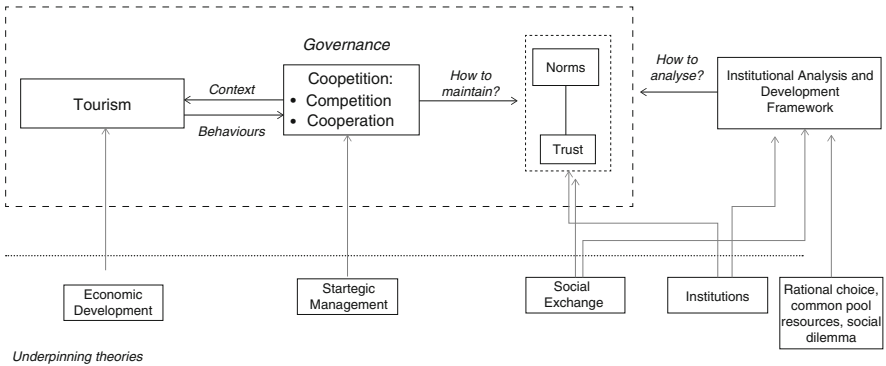 Governance
Tourism
Context
Behaviours
Coopetition:
• Competition
• Cooperation
How to
maintain?
Norms
Trust
How to
analyse?
Institutional Analysis and
Development
Framework
Economic
Development
Startegic
Management
Social
Exchange
Institutions
Rational choice,
common pool
resources, social
dilemma
Underpinning theories